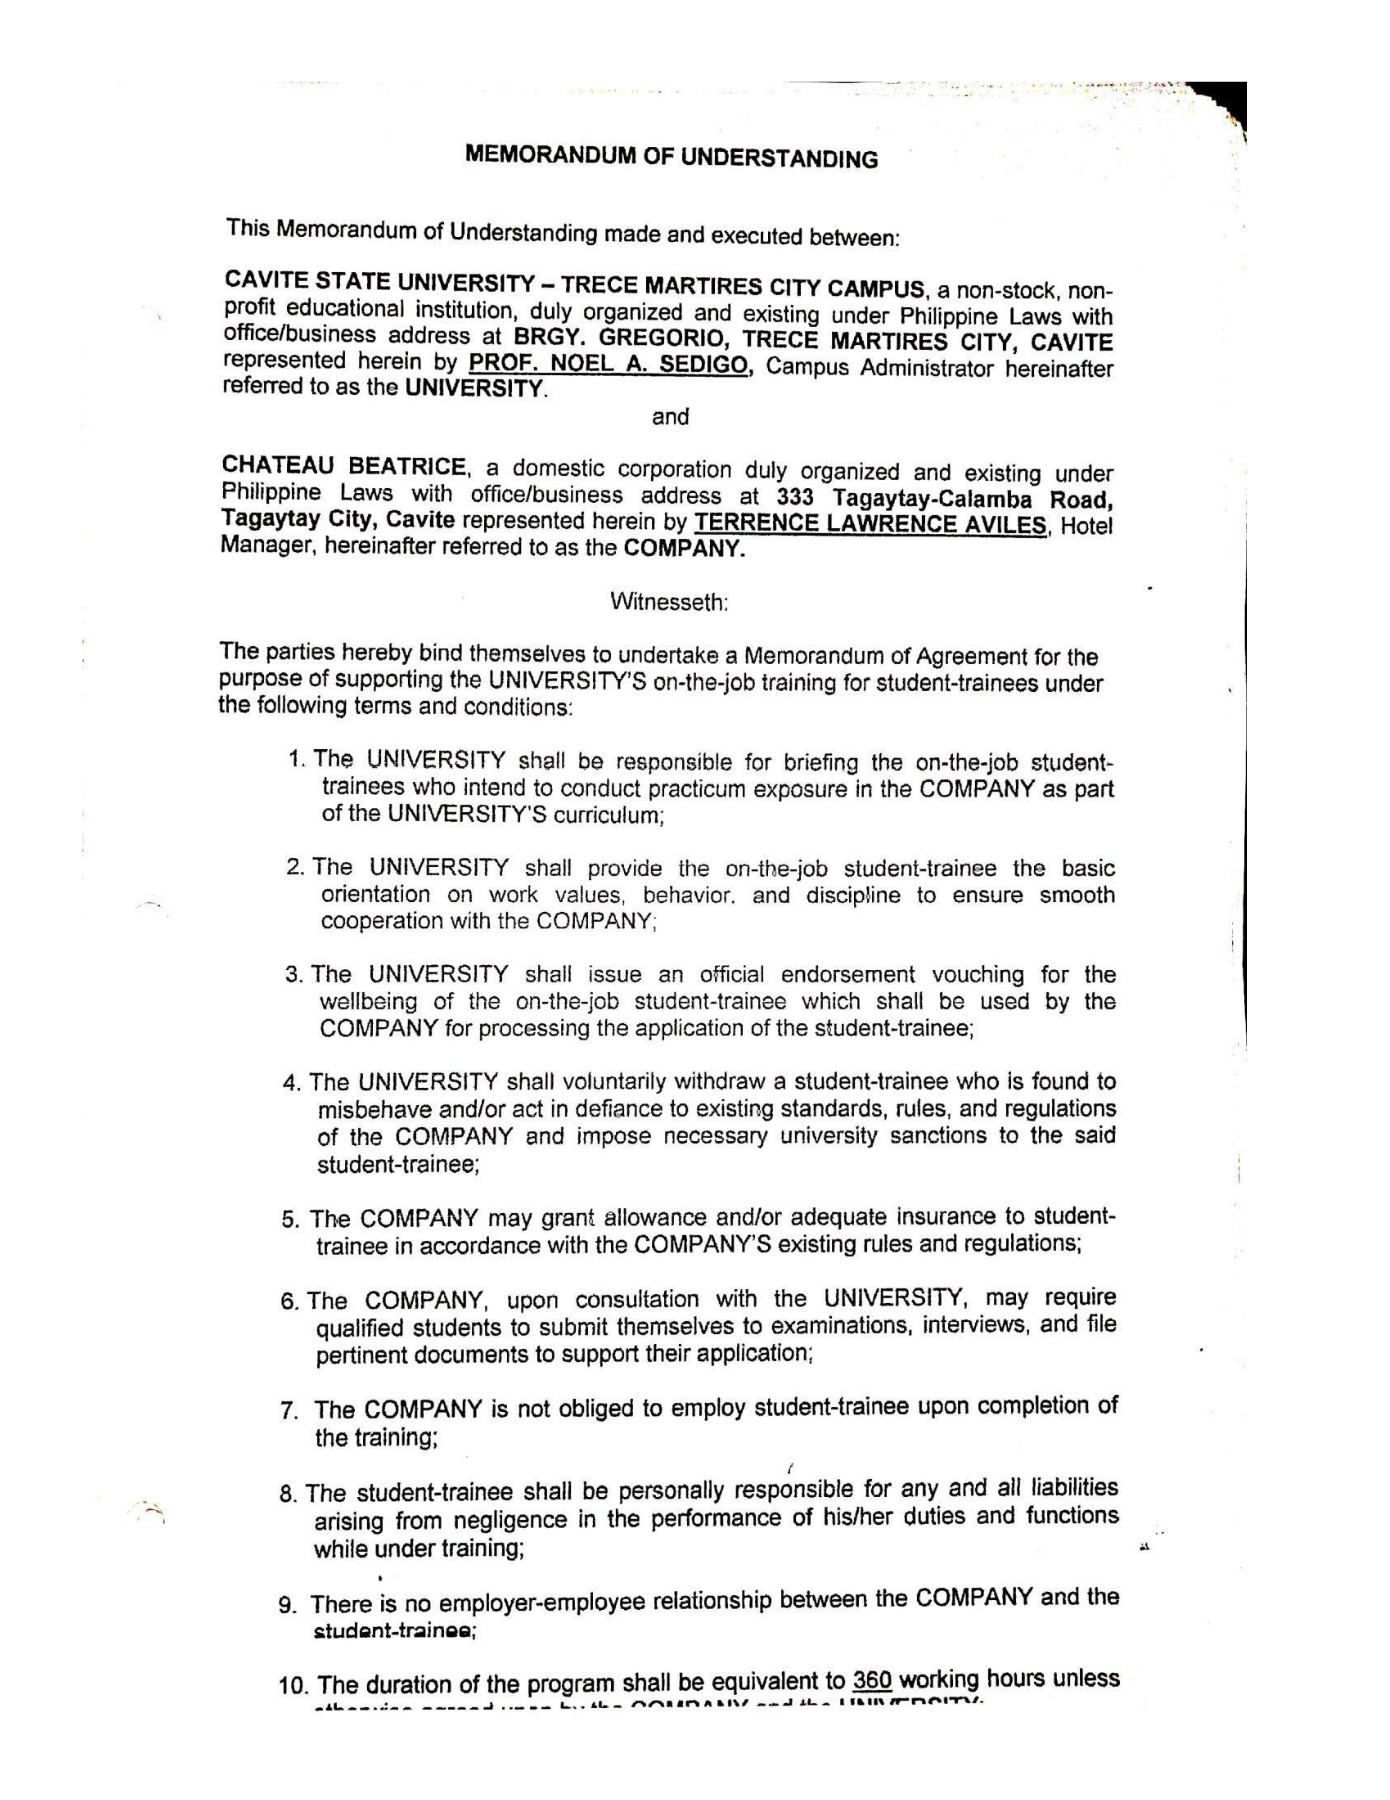 MEMORANDUM OF UNDERSTANDING
This Memorandum of Understanding made and executed between:
CAVITE STATE UNIVERSITY – TRECE MARTIRES CITY CAMPUS, a non-stock, non-
profit educational institution, duly organized and existing under Philippine Laws with
office/business address at BRGY. GREGORIO, TRECE MARTIRES CITY, CAVITE
represented herein by PROF. NOEL A. SEDIGO, Campus Administrator hereinafter
referred to as the UNIVERSITY.
and
CHATEAU BEATRICE, a domestic corporation duly organized and existing under
Philippine Laws with office/business address at 333 Tagaytay-Calamba Road,
Tagaytay City, Cavite represented herein by TERRENCE LAWRENCE AVILES, Hotel
Manager, hereinafter referred to as the COMPANY.
Witnesseth:
The parties hereby bind themselves to undertake a Memorandum of Agreement for the
purpose of supporting the UNIVERSITY'S on-the-job training for student-trainees under
the following terms and conditions:
1. The UNIVERSITY shall be responsible for briefing the on-the-job student-
trainees who intend to conduct practicum exposure in the COMPANY as part
of the UNIVERSITY'S curriculum;
2. The UNIVERSITY shall provide the on-the-job student-trainee the basic
orientation on work values, behavior, and discipline to ensure smooth
cooperation with the COMPANY;
3. The UNIVERSITY shall issue an official endorsement vouching for the
wellbeing of the on-the-job student-trainee which shall be used by the
COMPANY for processing the application of the student-trainee;
4. The UNIVERSITY shall voluntarily withdraw a student-trainee who is found to
misbehave and/or act in defiance to existing standards, rules, and regulations
of the COMPANY and impose necessary university sanctions to the said
student-trainee;
5. The COMPANY may grant allowance and/or adequate insurance to student-
trainee in accordance with the COMPANY'S existing rules and regulations;
6. The COMPANY, upon consultation with the UNIVERSITY, may require
qualified students to submit themselves to examinations, interviews, and file
pertinent documents to support their application;
7. The COMPANY is not obliged to employ student-trainee upon completion of
the training;
8. The student-trainee shall be personally responsible for any and all liabilities
arising from negligence in the performance of his/her duties and functions
while under training;
9. There is no employer-employee relationship between the COMPANY and the
student-trainee;
10. The duration of the program shall be equivalent to 360 working hours unless
otherwise agreed upon by the COMPANY and the UNIVERSITY.